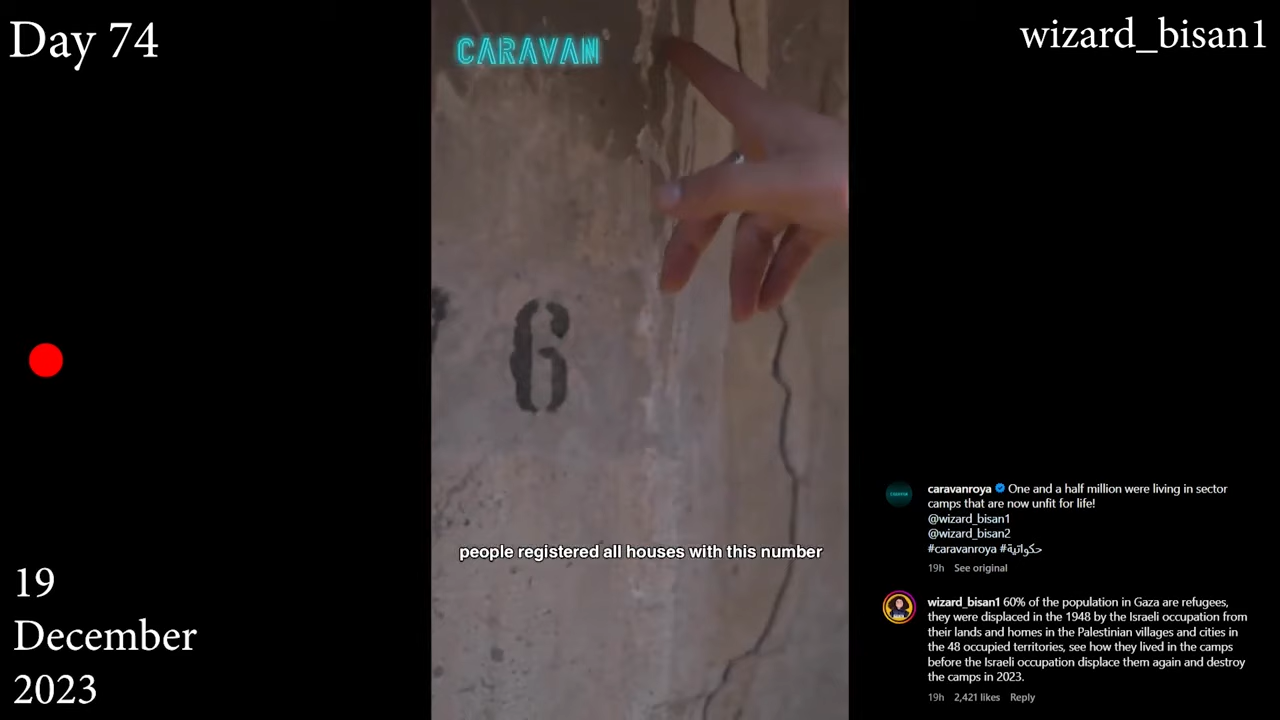 Day 74
wizard_bisan1
CARAVAN
6
people registered all houses with this number
19
December
2023
caravanroya One and a half million were living in sector
camps that are now unfit for life!
@wizard_bisan1
@wizard_bisan2
#caravanroya #حكواتية
19h See original
wizard_bisan1 60% of the population in Gaza are refugees,
they were displaced in the 1948 by the Israeli occupation from
their lands and homes in the Palestinian villages and cities in
the 48 occupied territories, see how they lived in the camps
before the Israeli occupation displace them again and destroy
the camps in 2023.
19h 2,421 likes Reply